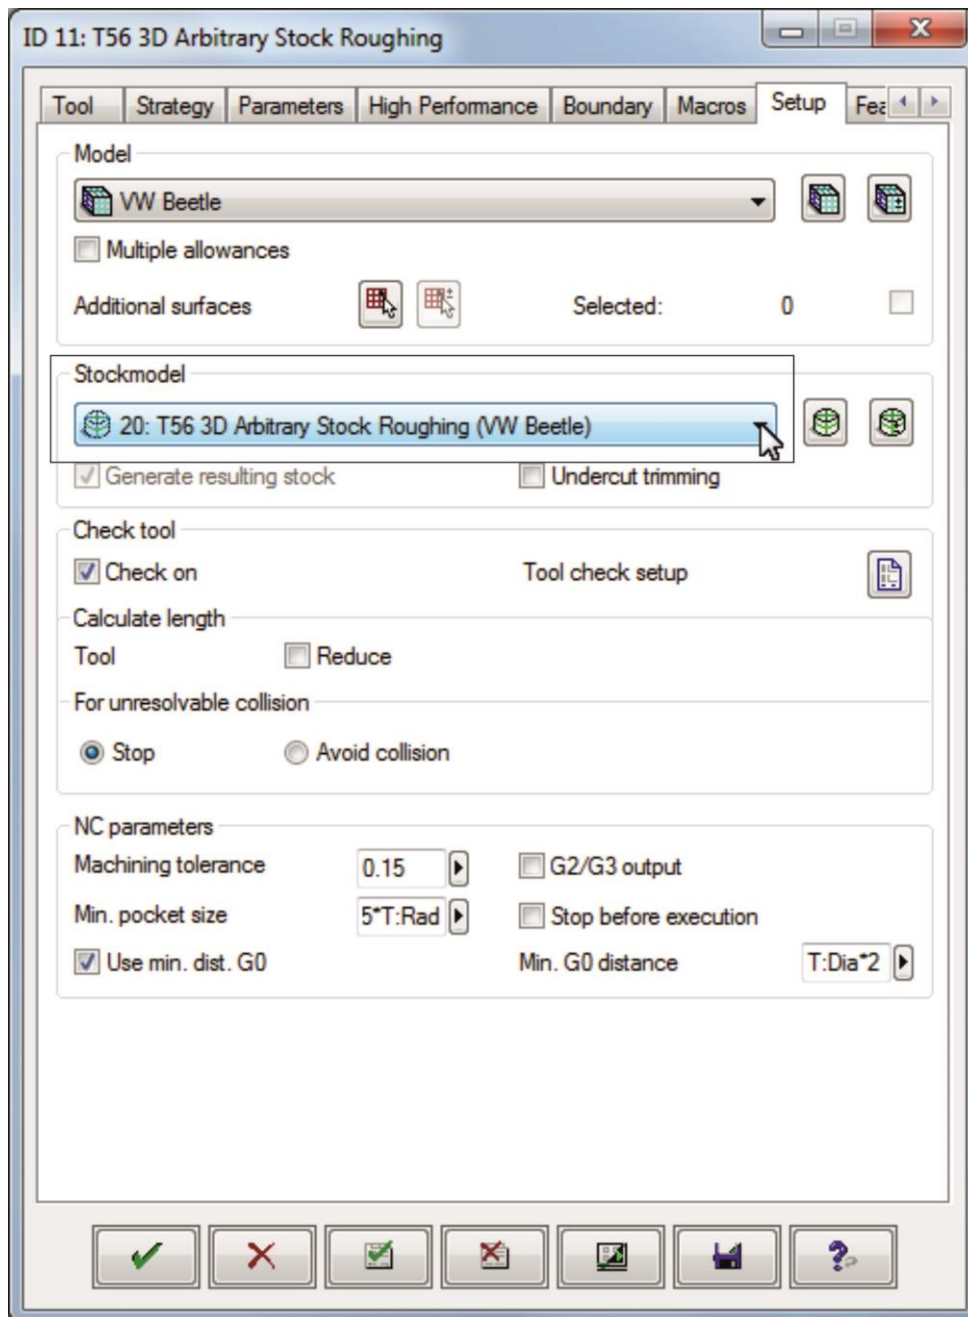 ID 11: T56 3D Arbitrary Stock Roughing
Tool Strategy Parameters High Performance Boundary Macros Setup Fea
Model
VW Beetle
Multiple allowances
Additional surfaces Selected: 0
Stockmodel
20: T56 3D Arbitrary Stock Roughing (VW Beetle)
Generate resulting stock Undercut trimming
Check tool
Check on Tool check setup
Calculate length
Tool Reduce
For unresolvable collision
Stop Avoid collision
NC parameters
Machining tolerance 0.15 G2/G3 output
Min. pocket size 5*T:Rad Stop before execution
Use min. dist. G0 Min. G0 distance T:Dia*2